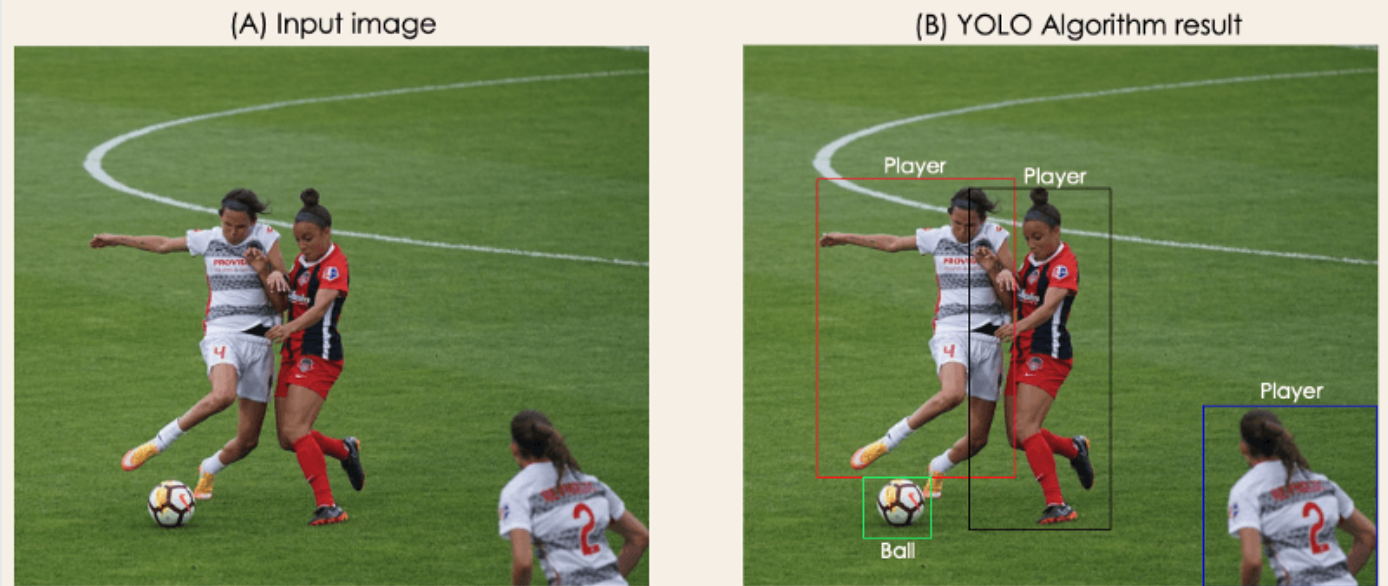 (A) Input image
(B) YOLO Algorithm result
Player
Player
4
4
Player
2
2
Ball